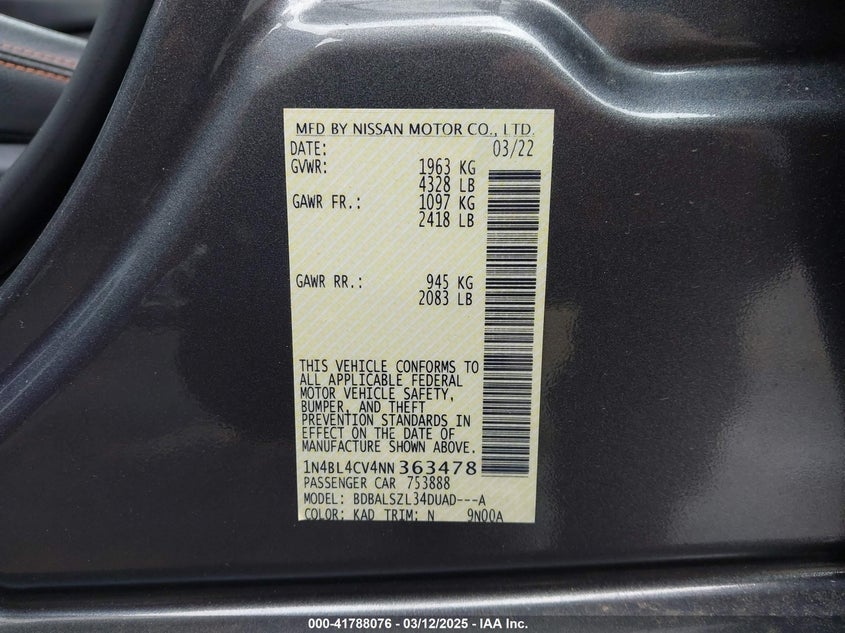 MFD BY NISSAN MOTOR CO., LTD.
DATE: 03/22
GVWR: 1963 KG
4328 LB
GAWR FR.: 1097 KG
2418 LB
GAWR RR.: 945 KG
2083 LB
THIS VEHICLE CONFORMS TO
ALL APPLICABLE FEDERAL
MOTOR VEHICLE SAFETY,
BUMPER, AND THEFT
PREVENTION STANDARDS IN
EFFECT ON THE DATE OF
MANUFACTURE SHOWN ABOVE.
1N4BL4CV4NN363478
PASSENGER CAR 753888
MODEL: BDBALSZL34DUAD---A
COLOR: KAD TRIM: N 9N00A
000-41788076 - 03/12/2025 - IAA Inc.